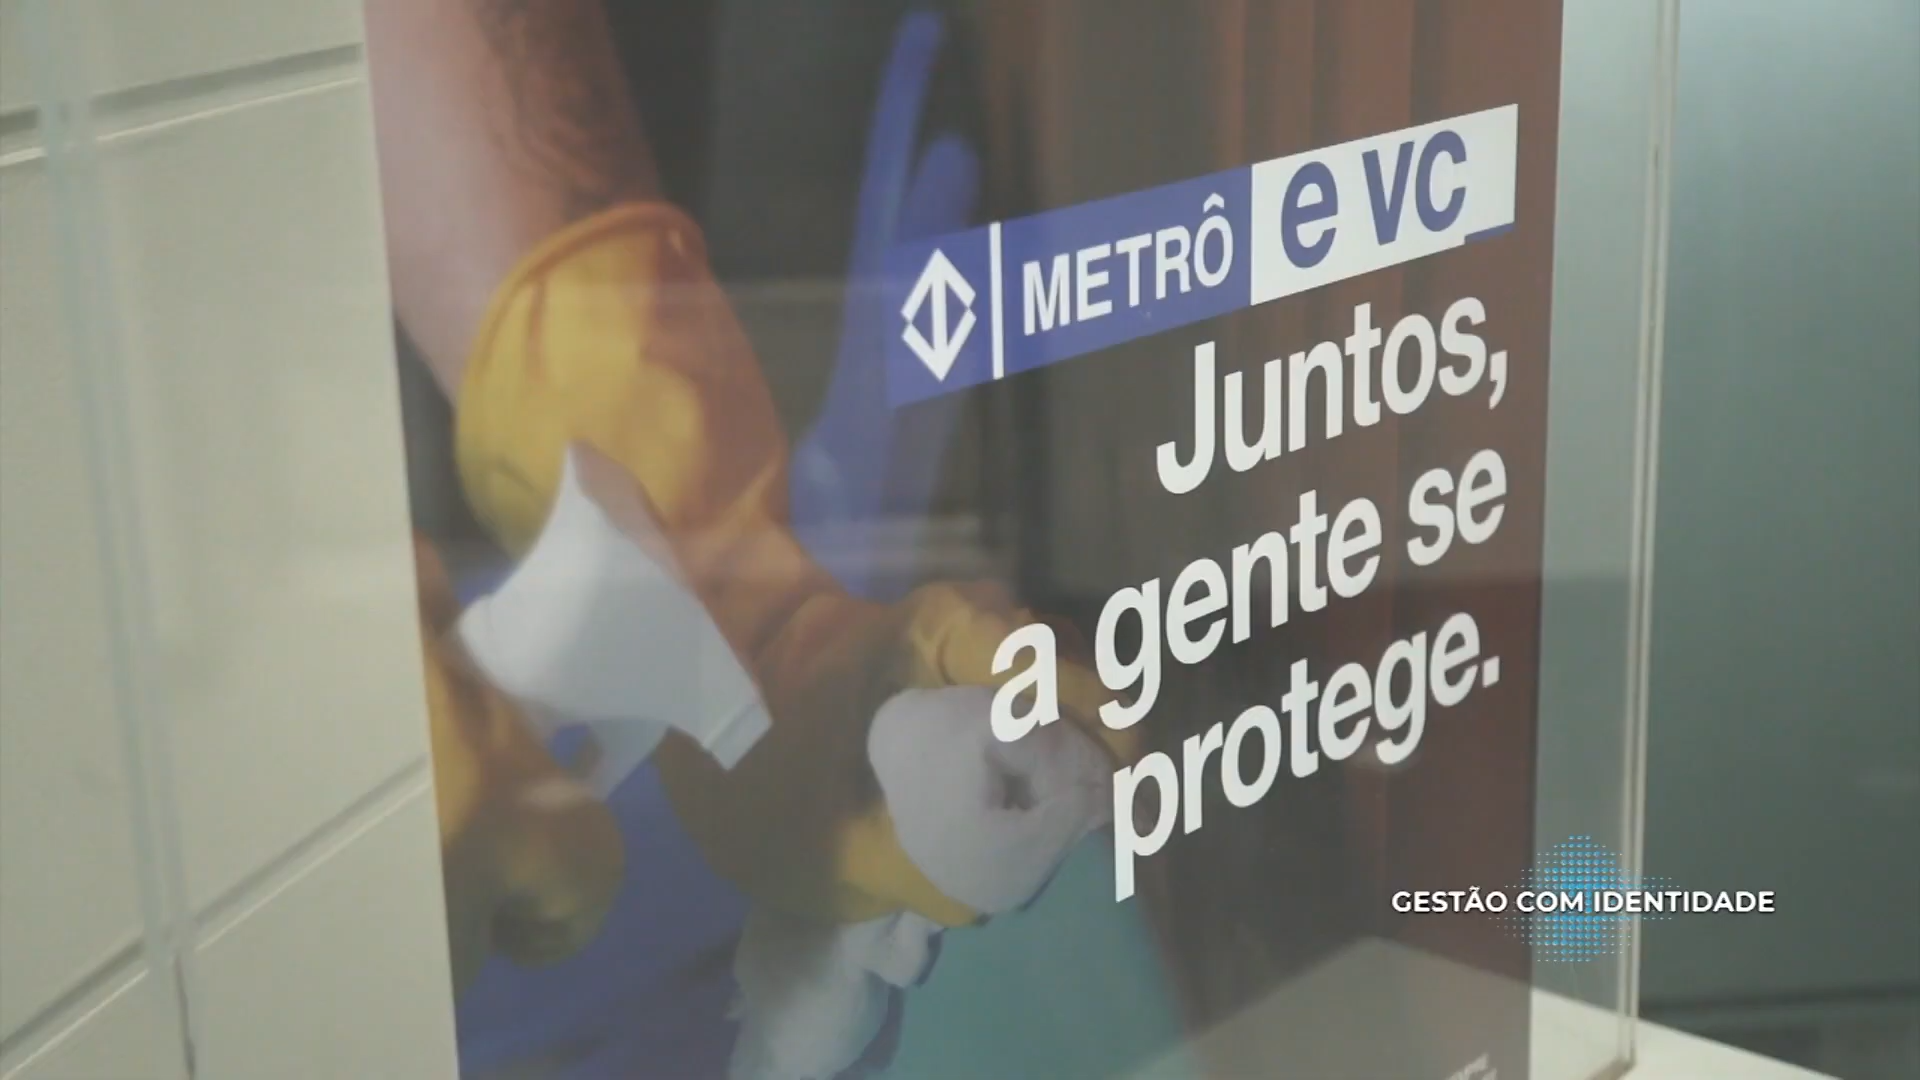 METRÔ e vc
Juntos,
a gente se
protege.
GESTÃO COM IDENTIDADE